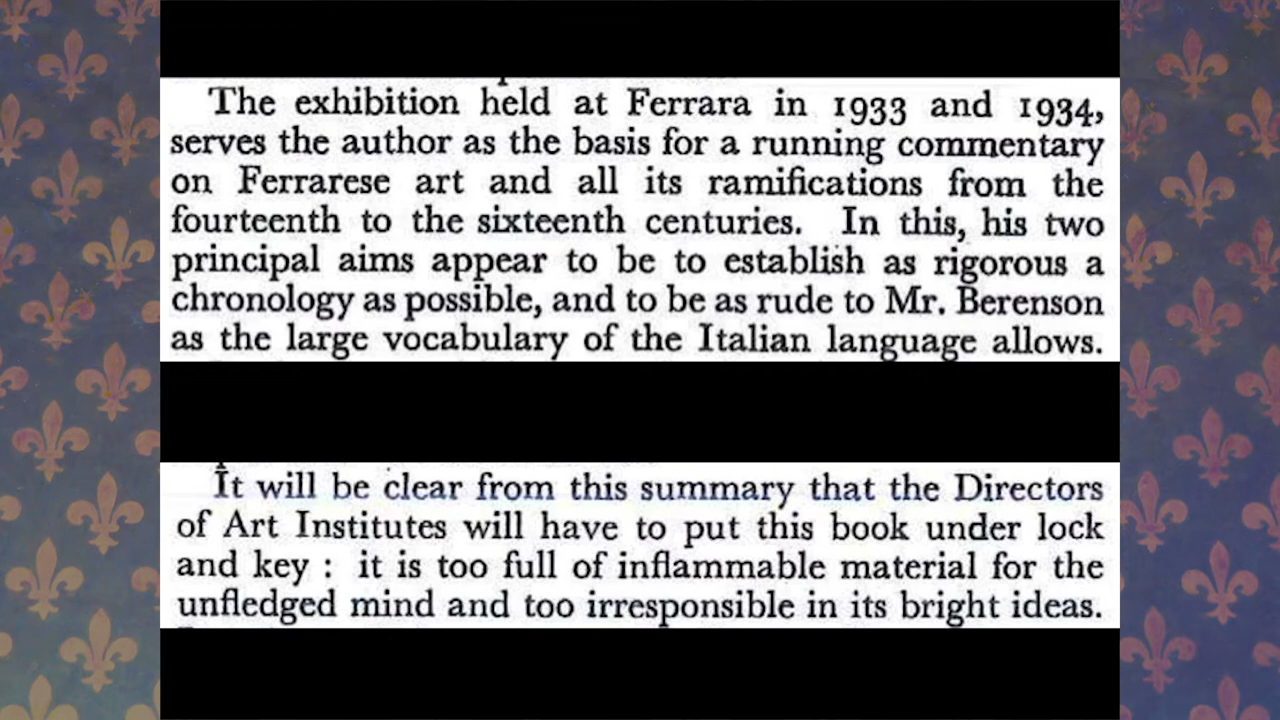 The exhibition held at Ferrara in 1933 and 1934,
serves the author as the basis for a running commentary
on Ferrarese art and all its ramifications from the
fourteenth to the sixteenth centuries. In this, his two
principal aims appear to be to establish as rigorous a
chronology as possible, and to be as rude to Mr. Berenson
as the large vocabulary of the Italian language allows.
It will be clear from this summary that the Directors
of Art Institutes will have to put this book under lock
and key : it is too full of inflammable material for the
unfledged mind and too irresponsible in its bright ideas.